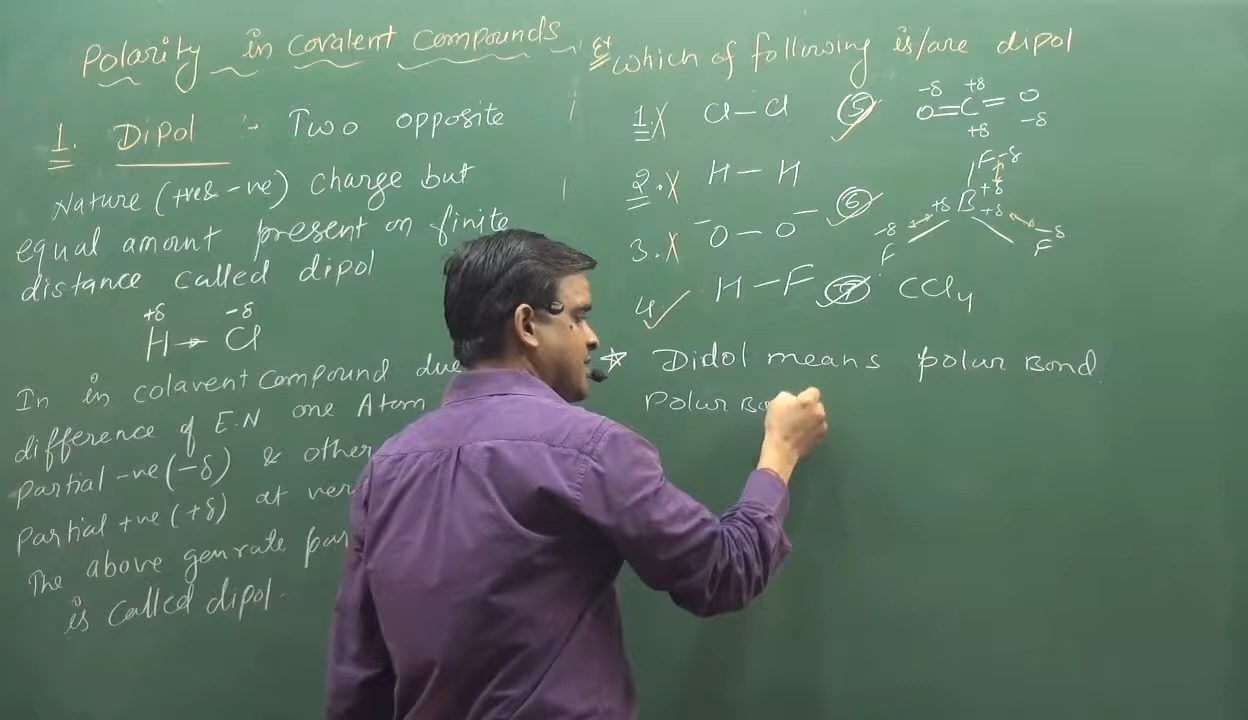 Polarity in covalent compounds
1. Dipol :- Two opposite
Nature (+ve & -ve) charge but
equal amount present on finite
distance called dipol
+δ -δ
H → Cl
In in colavent compound due
difference of E.N one Atom
partial -ve (-δ) & other
partial +ve (+δ) at ver
The above genrate par
is called dipol.
Ex which of following is/are dipol
1. X Cl-Cl
2. X H-H
3. X O-O
4 ✓ H-F
5 ✓
-δ +δ
O=C=O
+δ -δ
6 ✓
F -δ
+δ
+δ B +δ
-δ -δ
F F
7 ✓ CCl4
☆ Didol means polar Bond
Polar Bo